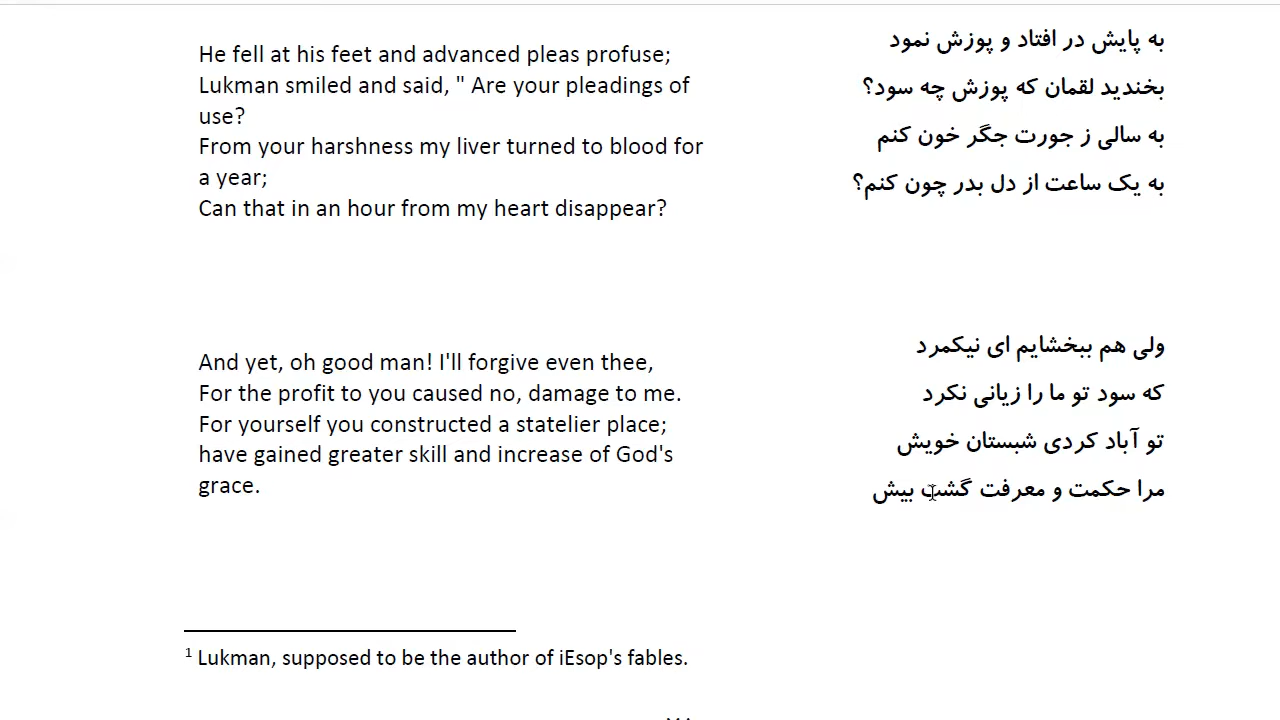 He fell at his feet and advanced pleas profuse;
Lukman smiled and said, " Are your pleadings of
use?
From your harshness my liver turned to blood for
a year;
Can that in an hour from my heart disappear?
به پایش در افتاد و پوزش نمود
بخندید لقمان که پوزش چه سود؟
به سالی ز جورت جگر خون کنم
به یک ساعت از دل بدر چون کنم؟
And yet, oh good man! I'll forgive even thee,
For the profit to you caused no, damage to me.
For yourself you constructed a statelier place;
have gained greater skill and increase of God's
grace.
ولی هم ببخشایم ای نیکمرد
که سود تو ما را زیانی نکرد
تو آباد کردی شبستان خویش
مرا حکمت و معرفت گشت بیش
1 Lukman, supposed to be the author of iEsop's fables.